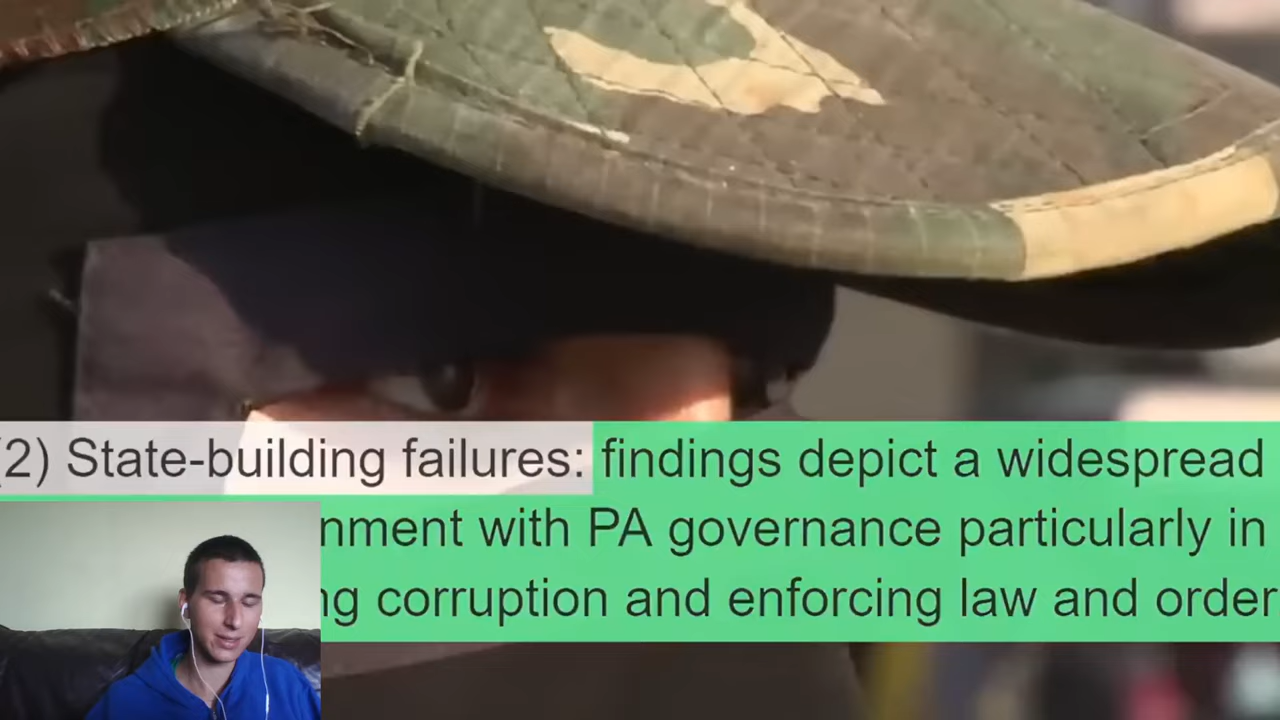 (2) State-building failures: findings depict a widespread
nment with PA governance particularly in
ng corruption and enforcing law and order